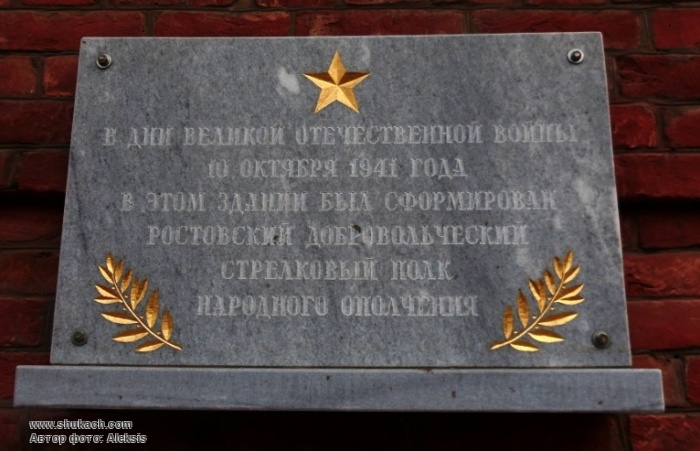 В ДНИ ВЕЛИКОЙ ОТЕЧЕСТВЕННОЙ ВОЙНЫ
10 ОКТЯБРЯ 1941 ГОДА
В ЭТОМ ЗДАНИИ БЫЛ СФОРМИРОВАН
РОСТОВСКИЙ ДОБРОВОЛЬЧЕСКИЙ
СТРЕЛКОВЫЙ ПОЛК
НАРОДНОГО ОПОЛЧЕНИЯ
www.shukach.com
Автор фото: Aleksis